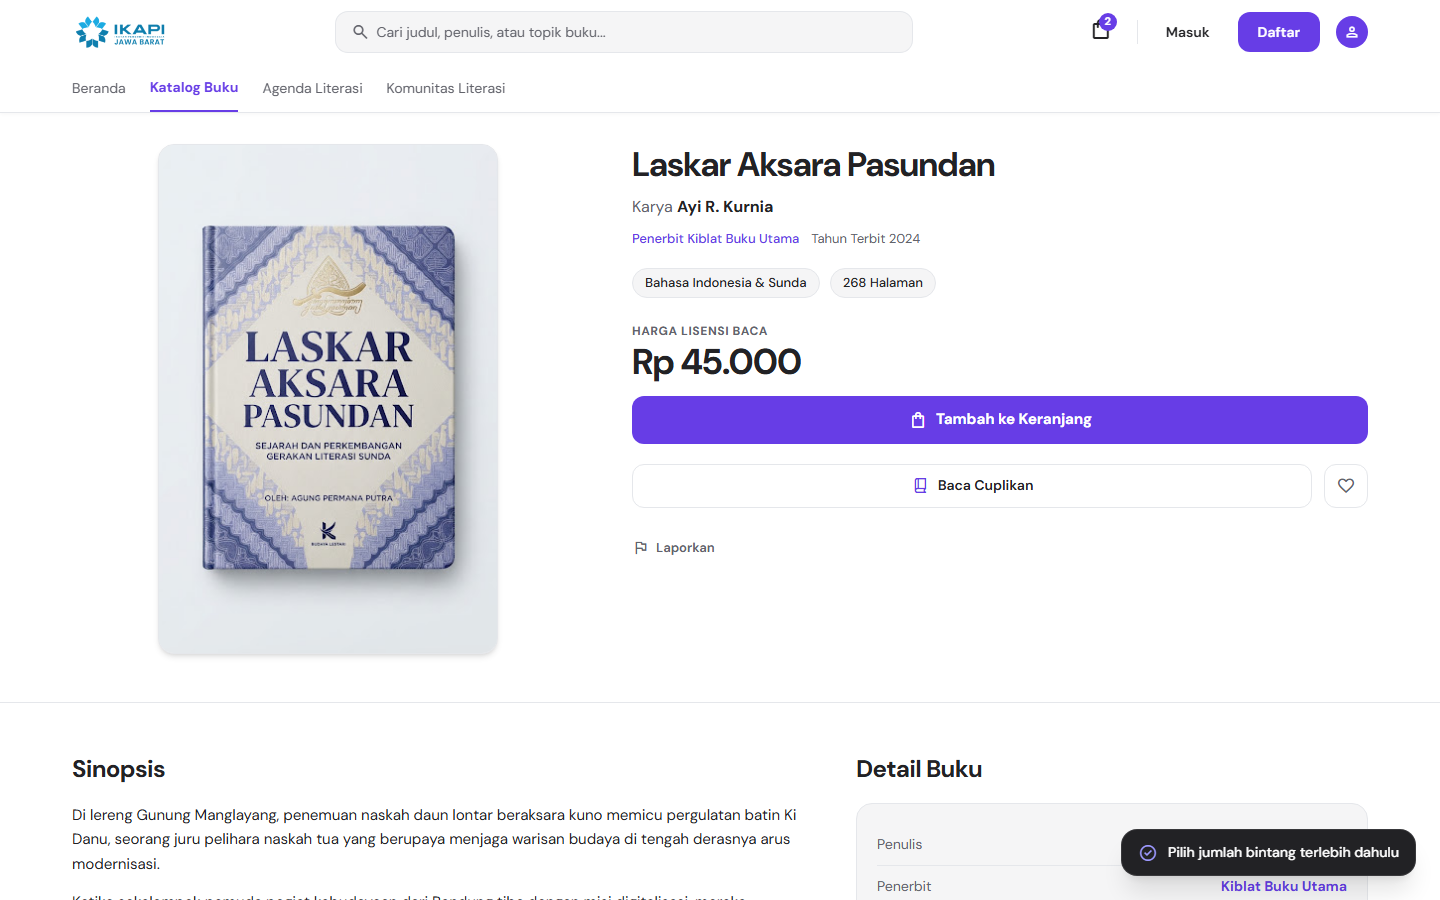 IKAPI
JAWA BARAT
Cari judul, penulis, atau topik buku...
2
Masuk
Daftar
Beranda
Katalog Buku
Agenda Literasi
Komunitas Literasi
LASKAR
AKSARA
PASUNDAN
SEJARAH DAN PERKEMBANGAN
GERAKAN LITERASI SUNDA
OLEH: AGUNG PERMANA PUTRA
Laskar Aksara Pasundan
Karya Ayi R. Kurnia
Penerbit Kiblat Buku Utama Tahun Terbit 2024
Bahasa Indonesia & Sunda
268 Halaman
HARGA LISENSI BACA
Rp 45.000
Tambah ke Keranjang
Baca Cuplikan
Laporkan
Sinopsis
Di lereng Gunung Manglayang, penemuan naskah daun lontar beraksara kuno memicu pergulatan batin Ki
Danu, seorang juru pelihara naskah tua yang berupaya menjaga warisan budaya di tengah derasnya arus
modernisasi.
Detail Buku
Penulis
Penerbit
Kiblat Buku Utama
Pilih jumlah bintang terlebih dahulu